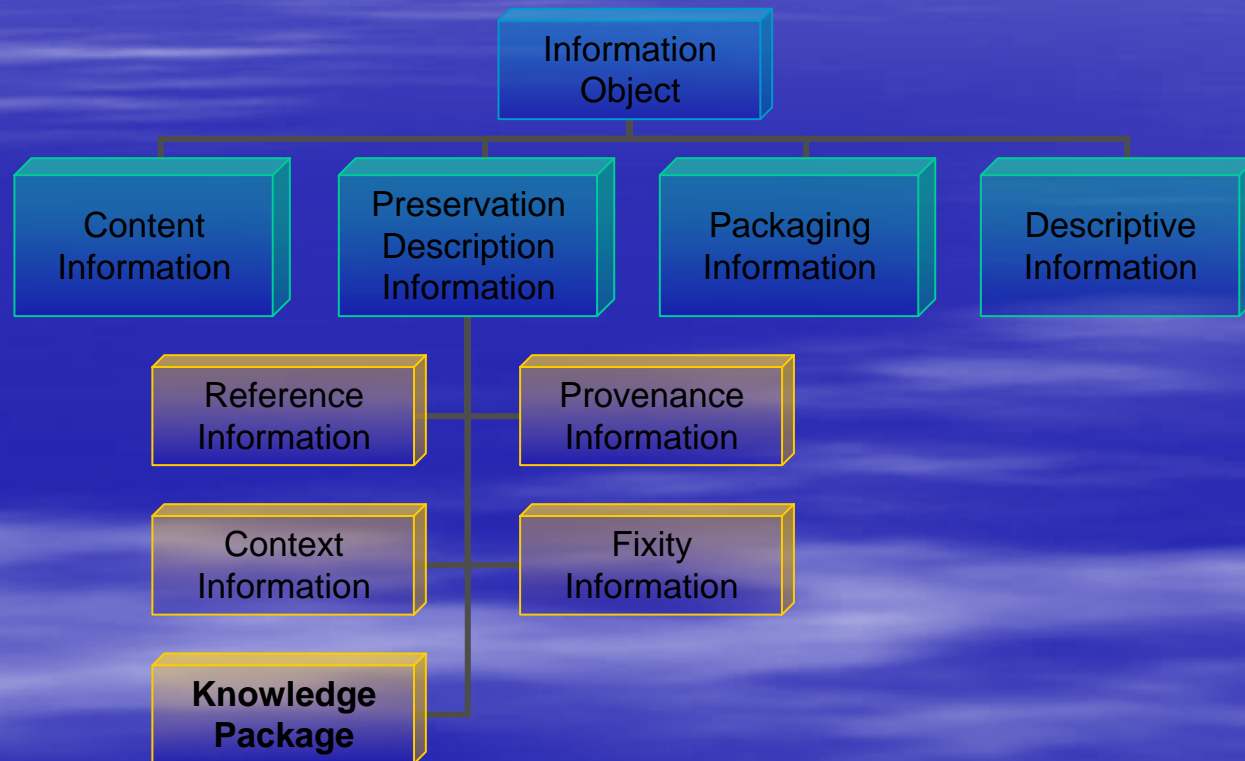 Information
Object
Content
Information
Preservation
Description
Information
Packaging
Information
Descriptive
Information
Reference
Information
Provenance
Information
Context
Information
Fixity
Information
Knowledge
Package